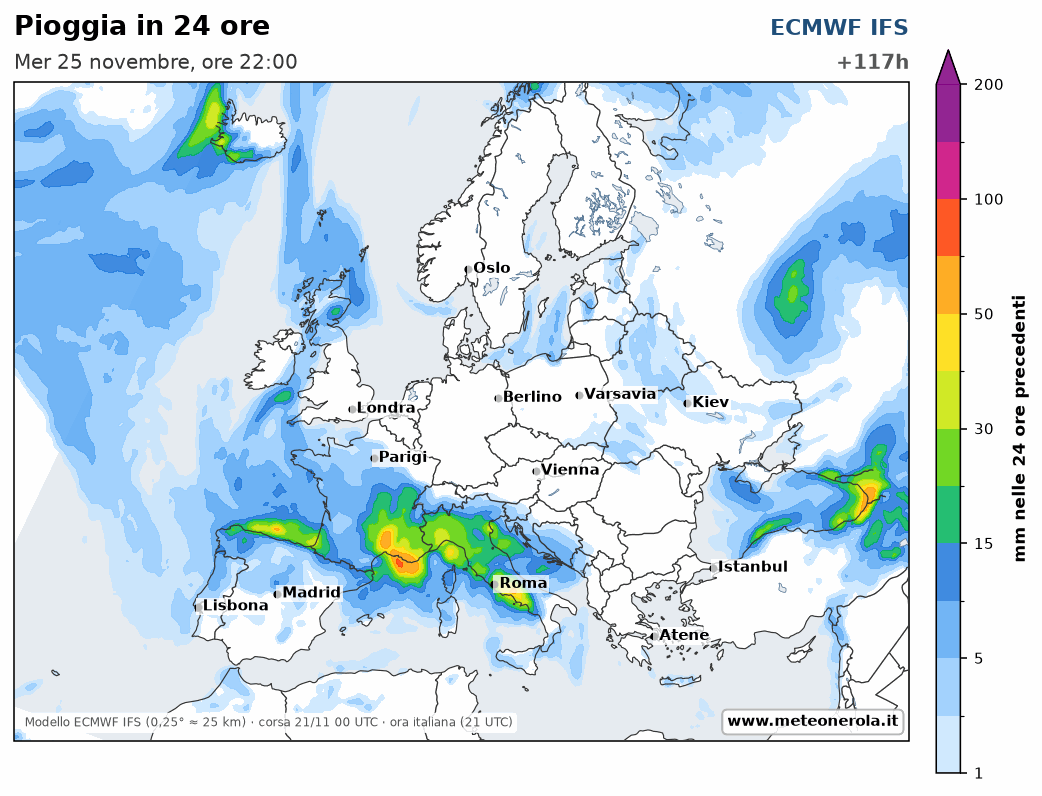 Pioggia in 24 ore
ECMWF IFS
Mer 25 novembre, ore 22:00
+117h
200
100
50
30
15
5
1
mm nelle 24 ore precedenti
Oslo
Berlino
Varsavia
Kiev
Londra
Parigi
Vienna
Istanbul
Roma
Madrid
Lisbona
Atene
Modello ECMWF IFS (0,25° ≈ 25 km) · corsa 21/11 00 UTC · ora italiana (21 UTC)
www.meteonerola.it